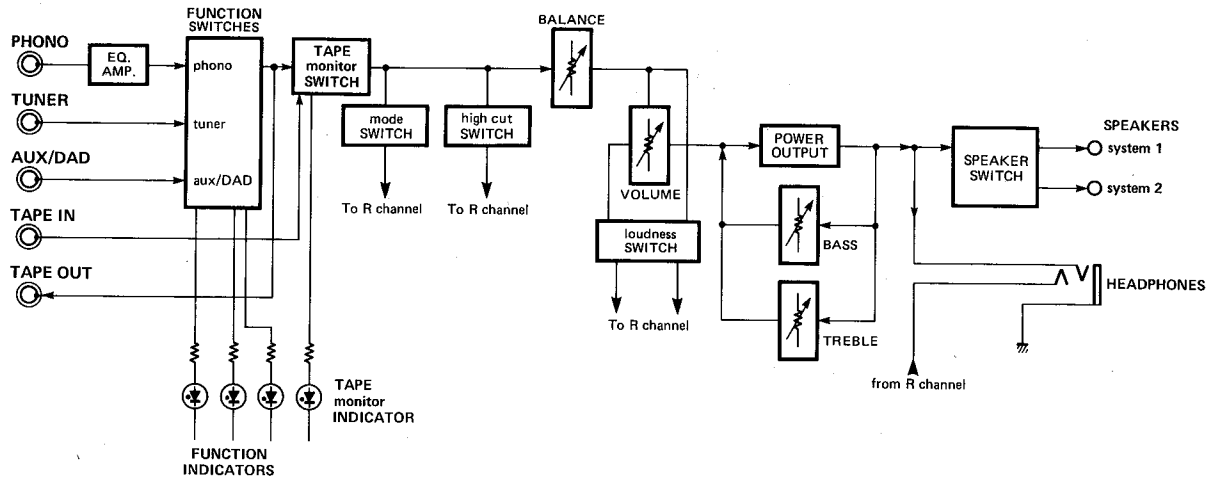 FUNCTION
SWITCHES
PHONO
EQ.
AMP.
phono
TAPE
monitor
SWITCH
BALANCE
TUNER
tuner
mode
SWITCH
high cut
SWITCH
AUX/DAD
aux/DAD
To R channel
To R channel
VOLUME
POWER
OUTPUT
SPEAKER
SWITCH
SPEAKERS
system 1
system 2
TAPE IN
TAPE OUT
loudness
SWITCH
BASS
To R channel
TREBLE
HEADPHONES
from R channel
TAPE
monitor
INDICATOR
FUNCTION
INDICATORS